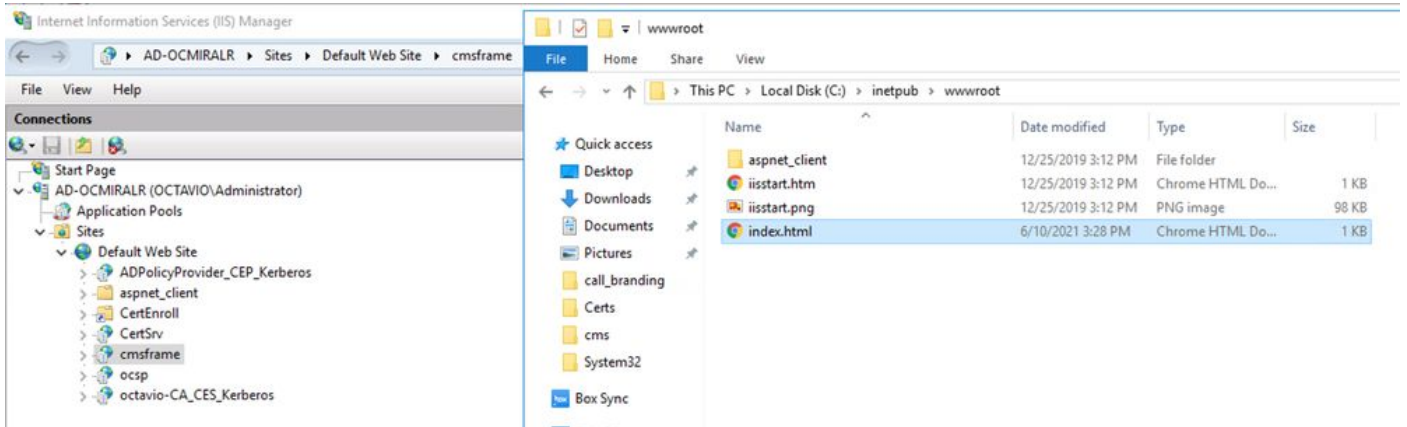 Internet Information Services (IIS) Manager
AD-OCMIRALR Sites Default Web Site cmsframe
File View Help
Connections
Start Page
AD-OCMIRALR (OCTAVIO\Administrator)
Application Pools
Sites
Default Web Site
ADPolicyProvider_CEP_Kerberos
aspnet_client
CertEnroll
CertSrv
cmsframe
ocsp
octavio-CA_CES_Kerberos
wwwroot
File Home Share View
This PC Local Disk (C:) inetpub wwwroot
Quick access
Desktop
Downloads
Documents
Pictures
call_branding
Certs
cms
System32
Box Sync
Name Date modified Type Size
aspnet_client 12/25/2019 3:12 PM File folder
iisstart.htm 12/25/2019 3:12 PM Chrome HTML Do... 1 KB
iisstart.png 12/25/2019 3:12 PM PNG image 98 KB
index.html 6/10/2021 3:28 PM Chrome HTML Do... 1 KB